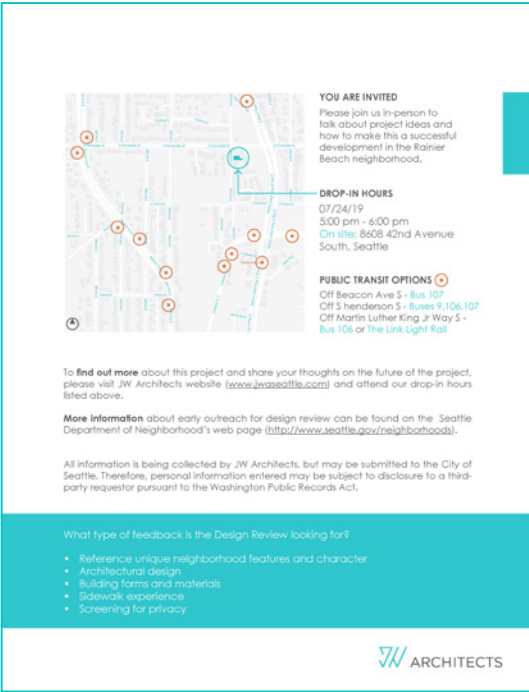 YOU ARE INVITED
Please join us in-person to
talk about project ideas and
how to make this a successful
development in the Rainier
Beach neighborhood.
DROP-IN HOURS
07/24/19
5:00 pm - 6:00 pm
On site: 8608 42nd Avenue
South, Seattle
PUBLIC TRANSIT OPTIONS
Off Beacon Ave S - Bus 107
Off S henderson S - Buses 9,106,107
Off Martin Luther King Jr Way S -
Bus 106 or The Link Light Rail
To find out more about this project and share your thoughts on the future of the project,
please visit JW Architects website (www.jwaseattle.com) and attend our drop-in hours
listed above.
More information about early outreach for design review can be found on the Seattle
Department of Neighborhood's web page (http://www.seattle.gov/neighborhoods).
All information is being collected by JW Architects, but may be submitted to the City of
Seattle. Therefore, personal information entered may be subject to disclosure to a third-
party requestor pursuant to the Washington Public Records Act.
What type of feedback is the Design Review looking for?
• Reference unique neighborhood features and character
• Architectural design
• Building forms and materials
• Sidewalk experience
• Screening for privacy
JW ARCHITECTS